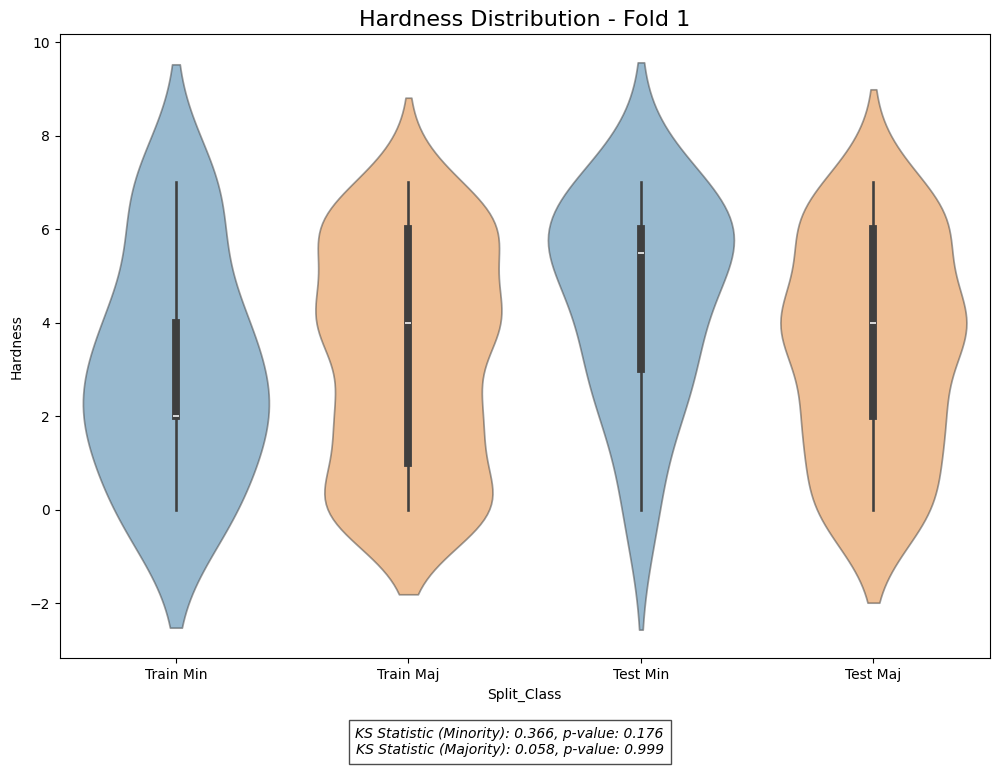 Hardness Distribution - Fold 1
10
8
6
4
2
0
−2
Hardness
Train Min
Train Maj
Test Min
Test Maj
Split_Class
KS Statistic (Minority): 0.366, p-value: 0.176
KS Statistic (Majority): 0.058, p-value: 0.999